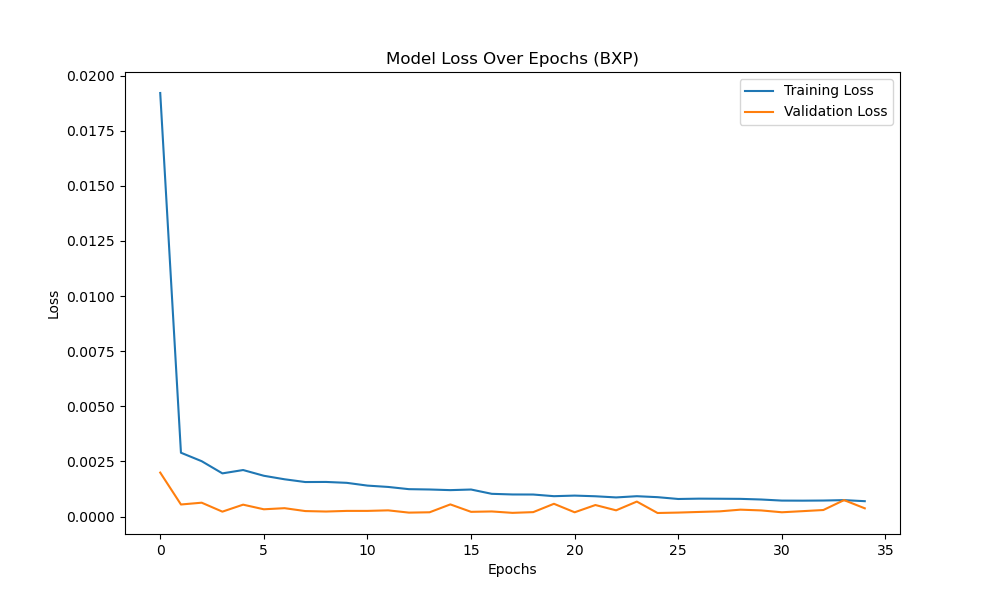 Model Loss Over Epochs (BXP)
Training Loss
Validation Loss
0.0200
0.0175
0.0150
0.0125
0.0100
0.0075
0.0050
0.0025
0.0000
Loss
0 5 10 15 20 25 30 35
Epochs